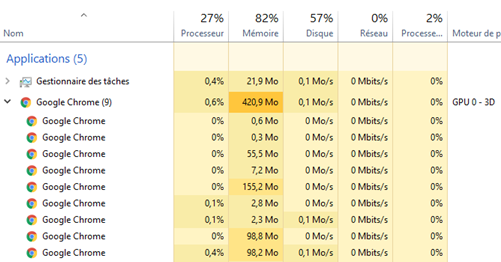 27% 82% 57% 0% 2%
Nom Processeur Mémoire Disque Réseau Processe... Moteur de p
Applications (5)
Gestionnaire des tâches 0,4% 21,9 Mo 0,1 Mo/s 0 Mbits/s 0%
Google Chrome (9) 0,6% 420,9 Mo 0,1 Mo/s 0 Mbits/s 0% GPU 0 - 3D
Google Chrome 0% 0,6 Mo 0 Mo/s 0 Mbits/s 0%
Google Chrome 0% 0,3 Mo 0 Mo/s 0 Mbits/s 0%
Google Chrome 0% 55,5 Mo 0 Mo/s 0 Mbits/s 0%
Google Chrome 0% 7,2 Mo 0 Mo/s 0 Mbits/s 0%
Google Chrome 0% 155,2 Mo 0 Mo/s 0 Mbits/s 0%
Google Chrome 0,1% 2,8 Mo 0 Mo/s 0 Mbits/s 0%
Google Chrome 0,1% 2,3 Mo 0,1 Mo/s 0 Mbits/s 0%
Google Chrome 0% 98,8 Mo 0,1 Mo/s 0 Mbits/s 0%
Google Chrome 0,4% 98,2 Mo 0 Mo/s 0 Mbits/s 0%